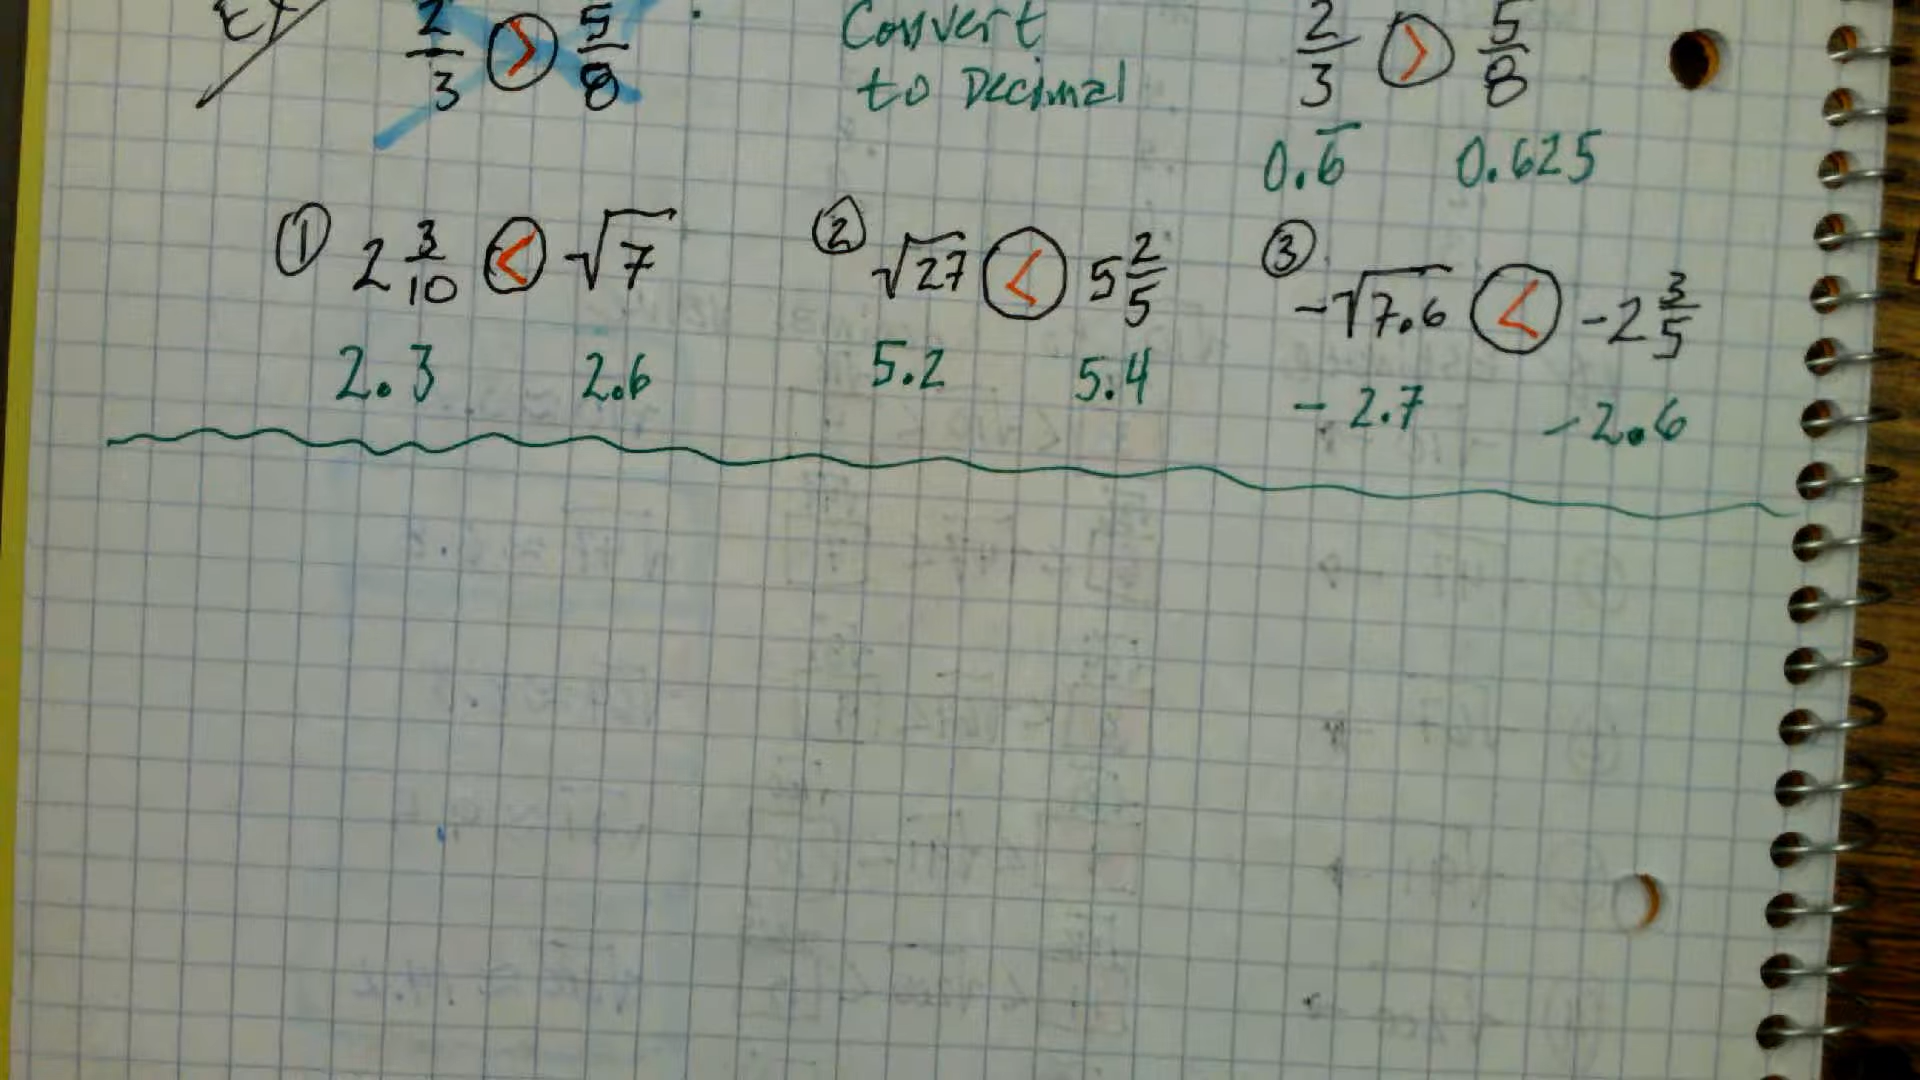 Ex 2/3 > 5/8 Convert to Decimal 2/3 > 5/8
0.6̅ 0.625
① 2 3/10 < √7 ② √27 < 5 2/5 ③ -√7.6 < -2 3/5
2.3 2.6 5.2 5.4 -2.7 -2.6